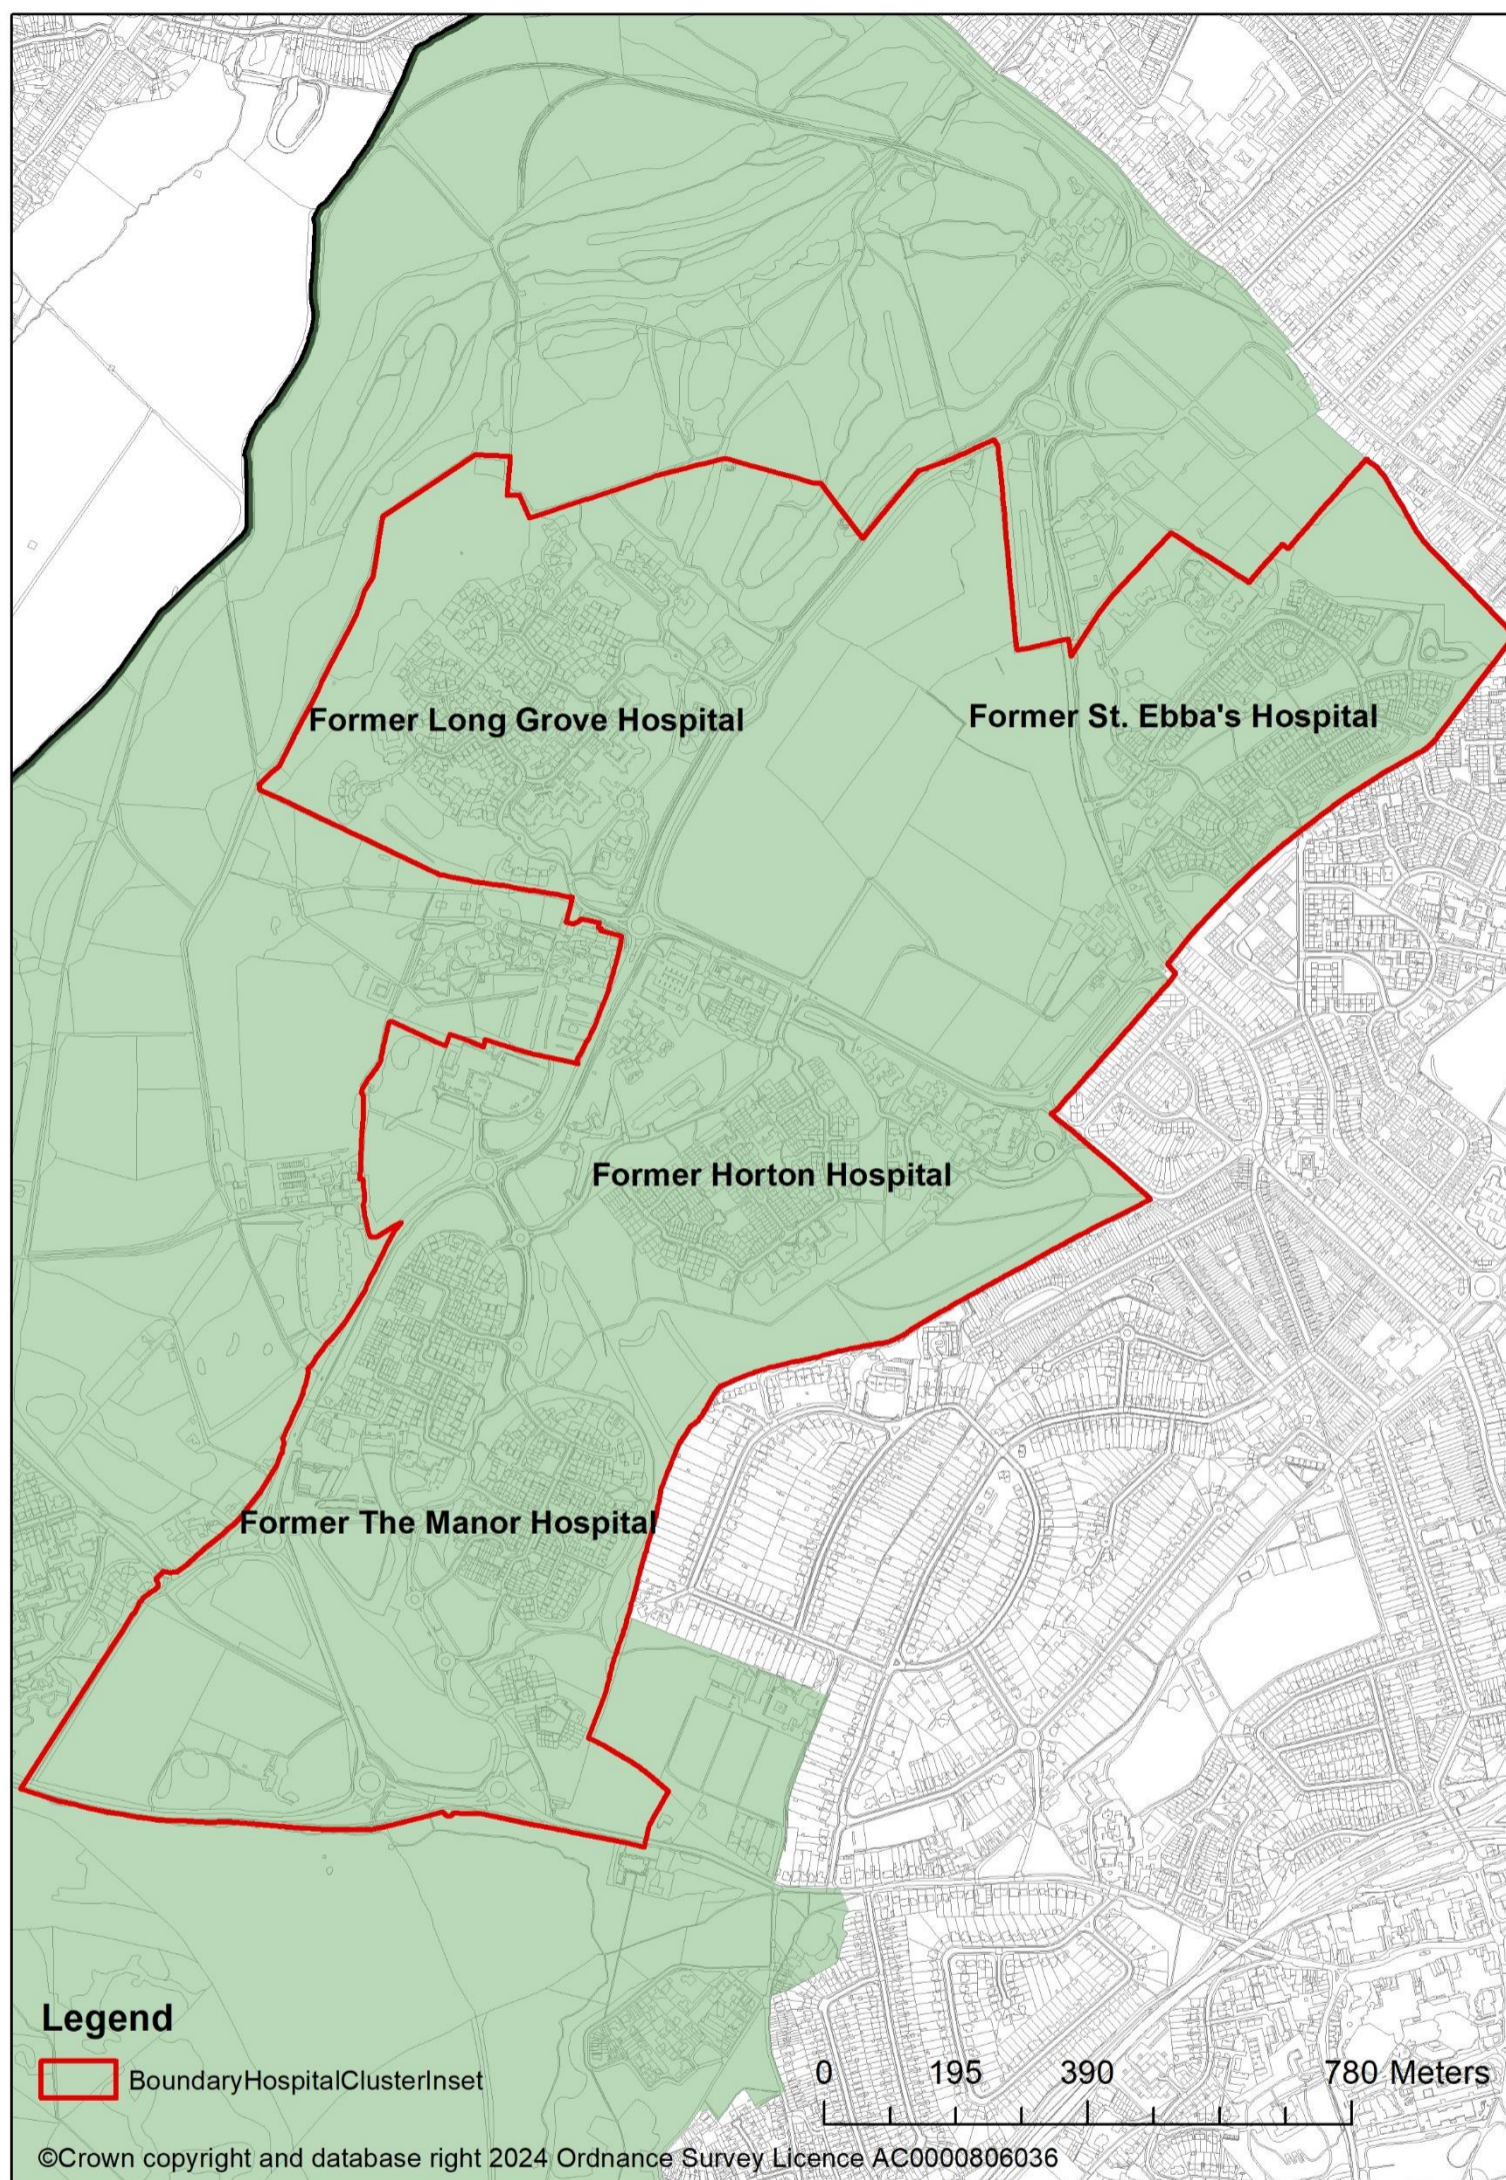 Former Long Grove Hospital
Former St. Ebba's Hospital
Former Horton Hospital
Former The Manor Hospital
Legend
BoundaryHospitalClusterInset
0 195 390 780 Meters
©Crown copyright and database right 2024 Ordnance Survey Licence AC0000806036